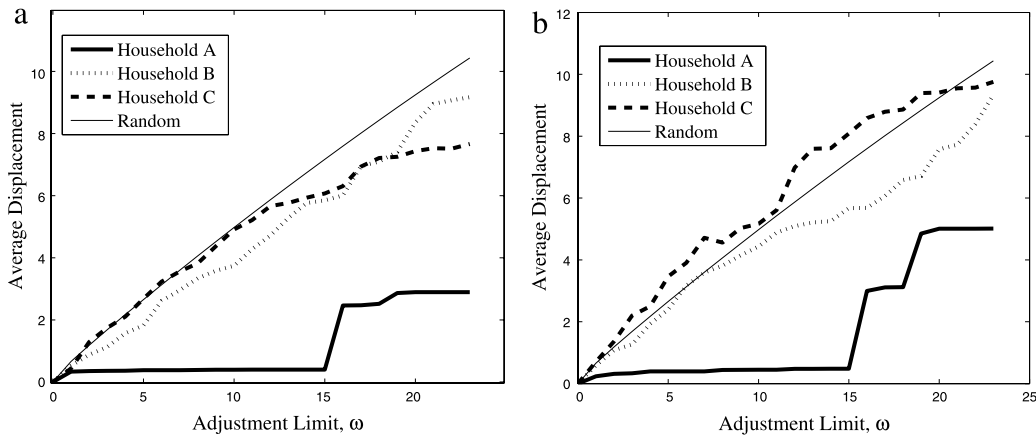 a
Average Displacement
10
8
6
4
2
0
Household A
Household B
Household C
Random
0 5 10 15 20
Adjustment Limit, ω
b
Average Displacement
12
10
8
6
4
2
0
Household A
Household B
Household C
Random
0 5 10 15 20 25
Adjustment Limit, ω